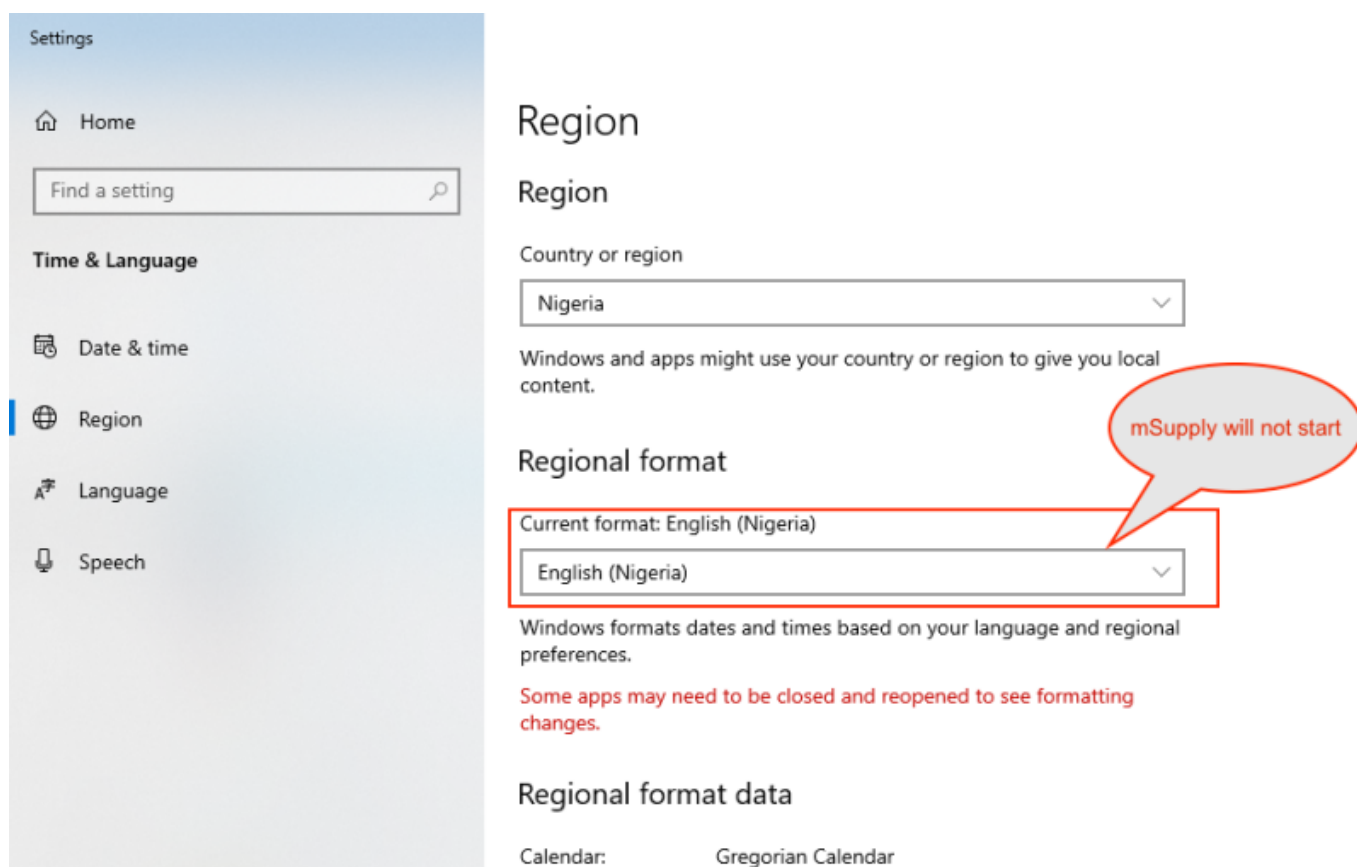 Settings
Home
Find a setting
Time & Language
Date & time
Region
Language
Speech
Region
Region
Country or region
Nigeria
Windows and apps might use your country or region to give you local
content.
mSupply will not start
Regional format
Current format: English (Nigeria)
English (Nigeria)
Windows formats dates and times based on your language and regional
preferences.
Some apps may need to be closed and reopened to see formatting
changes.
Regional format data
Calendar: Gregorian Calendar